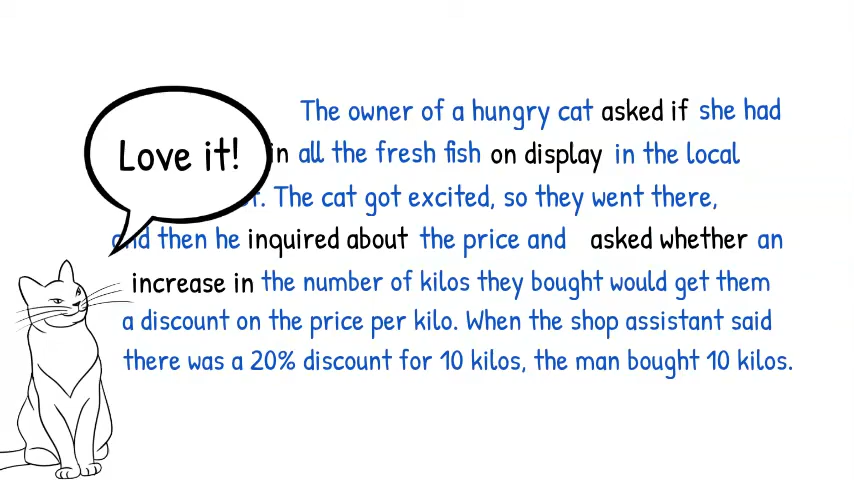 Love it!
The owner of a hungry cat asked if she had
in all the fresh fish on display in the local
The cat got excited, so they went there,
and then he inquired about the price and asked whether an
increase in the number of kilos they bought would get them
a discount on the price per kilo. When the shop assistant said
there was a 20% discount for 10 kilos, the man bought 10 kilos.